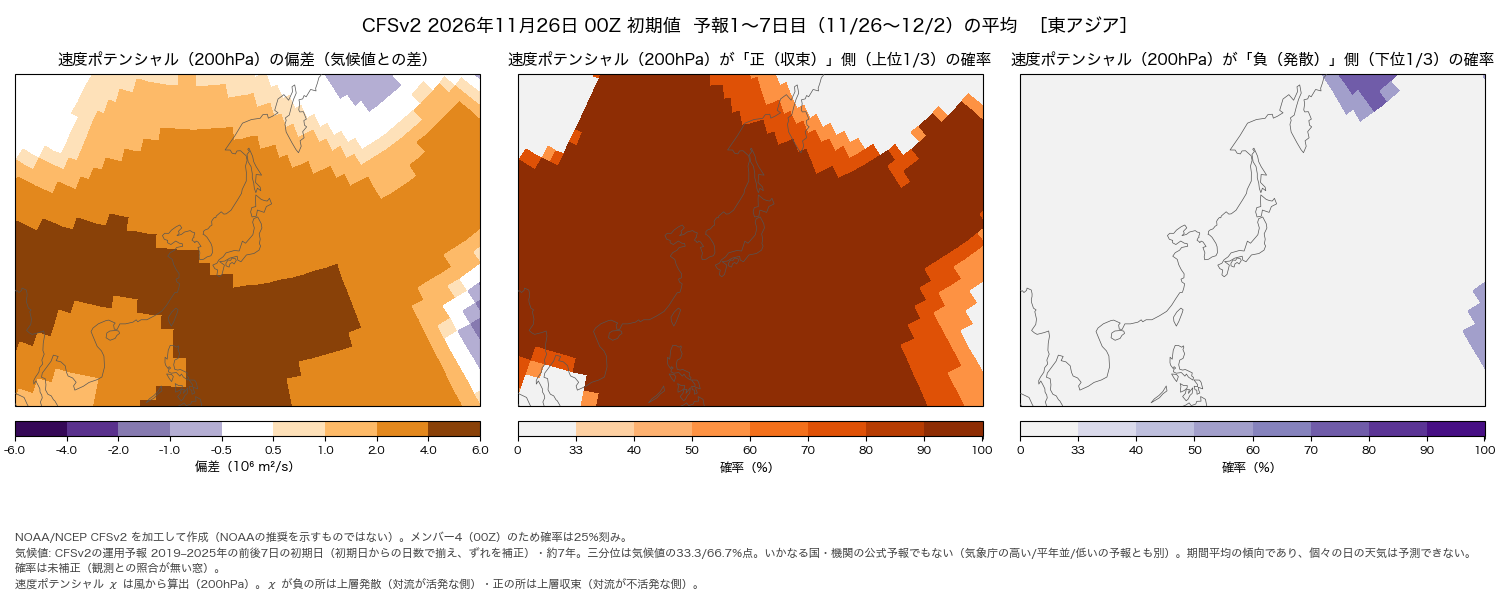 CFSv2 2026年11月26日 00Z 初期値 予報1～7日目（11/26～12/2）の平均 ［東アジア］
速度ポテンシャル（200hPa）の偏差（気候値との差）
速度ポテンシャル（200hPa）が「正（収束）」側（上位1/3）の確率
速度ポテンシャル（200hPa）が「負（発散）」側（下位1/3）の確率
-6.0 -4.0 -2.0 -1.0 -0.5 0.5 1.0 2.0 4.0 6.0
偏差（10⁶ m²/s）
0 33 40 50 60 70 80 90 100
確率（%）
0 33 40 50 60 70 80 90 100
確率（%）
NOAA/NCEP CFSv2 を加工して作成（NOAAの推奨を示すものではない）。メンバー4（00Z）のため確率は25%刻み。
気候値: CFSv2の運用予報 2019–2025年の前後7日の初期日（初期日からの日数で揃え、ずれを補正）・約7年。三分位は気候値の33.3/66.7%点。いかなる国・機関の公式予報でもない（気象庁の高い/平年並/低いの予報とも別）。期間平均の傾向であり、個々の日の天気は予測できない。
確率は未補正（観測との照合が無い窓）。
速度ポテンシャル χ は風から算出（200hPa）。χ が負の所は上層発散（対流が活発な側）・正の所は上層収束（対流が不活発な側）。